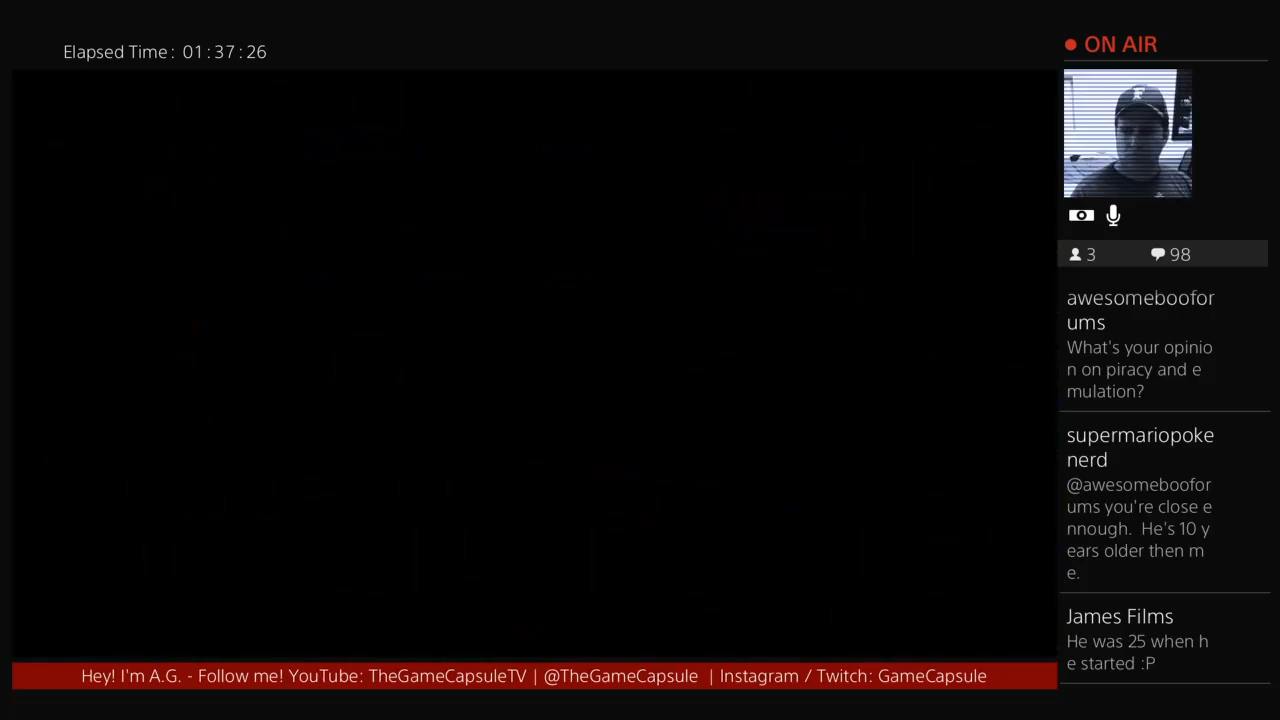 Elapsed Time: 01:37:26
ON AIR
3 98
awesomeboofor
ums
What's your opinio
n on piracy and e
mulation?
supermariopoke
nerd
@awesomeboofor
ums you're close e
nnough. He's 10 y
ears older then m
e.
James Films
He was 25 when h
e started :P
Hey! I'm A.G. - Follow me! YouTube: TheGameCapsuleTV | @TheGameCapsule | Instagram / Twitch: GameCapsule